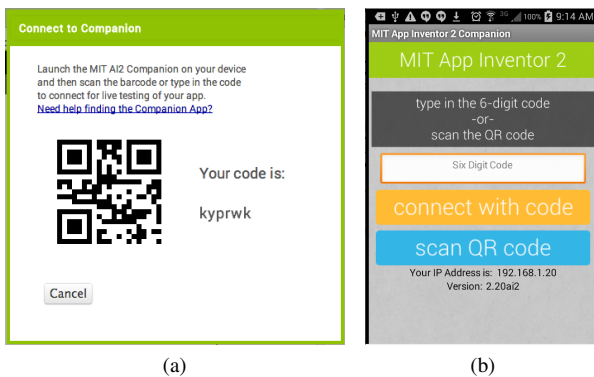 Connect to Companion
Launch the MIT AI2 Companion on your device
and then scan the barcode or type in the code
to connect for live testing of your app.
Need help finding the Companion App?
Your code is:
kyprwk
Cancel
(a)
3G 100% 9:14 AM
MIT App Inventor 2 Companion
MIT App Inventor 2
type in the 6-digit code
-or-
scan the QR code
Six Digit Code
connect with code
scan QR code
Your IP Address is: 192.168.1.20
Version: 2.20ai2
(b)